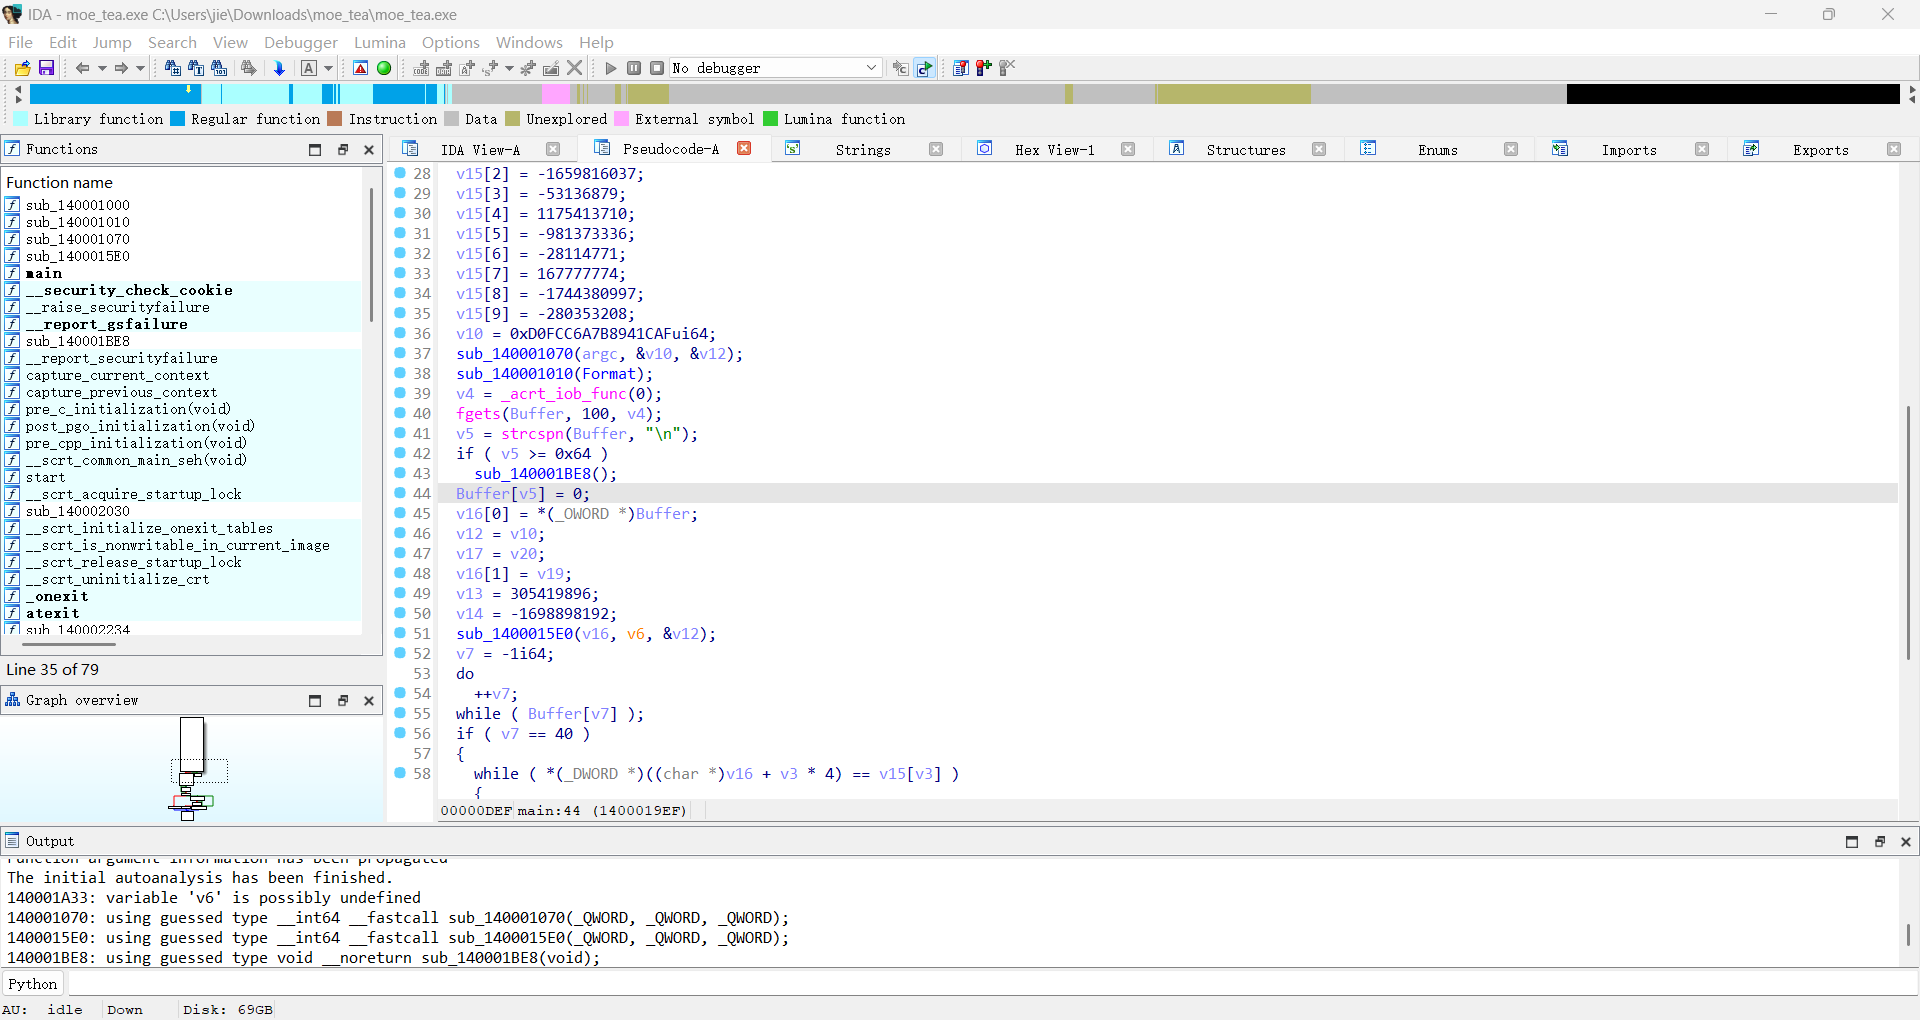 IDA - moe_tea.exe C:\Users\jie\Downloads\moe_tea\moe_tea.exe
File Edit Jump Search View Debugger Lumina Options Windows Help
No debugger
Library function Regular function Instruction Data Unexplored External symbol Lumina function
Functions
Function name
sub_140001000
sub_140001010
sub_140001070
sub_1400015E0
main
__security_check_cookie
__raise_securityfailure
__report_gsfailure
sub_140001BE8
__report_securityfailure
capture_current_context
capture_previous_context
pre_c_initialization(void)
post_pgo_initialization(void)
pre_cpp_initialization(void)
__scrt_common_main_seh(void)
start
__scrt_acquire_startup_lock
sub_140002030
__scrt_initialize_onexit_tables
__scrt_is_nonwritable_in_current_image
__scrt_release_startup_lock
__scrt_uninitialize_crt
_onexit
atexit
sub_140002234
Line 35 of 79
Graph overview
IDA View-A Pseudocode-A Strings Hex View-1 Structures Enums Imports Exports
28 v15[2] = -1659816037;
29 v15[3] = -53136879;
30 v15[4] = 1175413710;
31 v15[5] = -981373336;
32 v15[6] = -28114771;
33 v15[7] = 167777774;
34 v15[8] = -1744380997;
35 v15[9] = -280353208;
36 v10 = 0xD0FCC6A7B8941CAFui64;
37 sub_140001070(argc, &v10, &v12);
38 sub_140001010(Format);
39 v4 = _acrt_iob_func(0);
40 fgets(Buffer, 100, v4);
41 v5 = strcspn(Buffer, "\n");
42 if ( v5 >= 0x64 )
43 sub_140001BE8();
44 Buffer[v5] = 0;
45 v16[0] = *(_OWORD *)Buffer;
46 v12 = v10;
47 v17 = v20;
48 v16[1] = v19;
49 v13 = 305419896;
50 v14 = -1698898192;
51 sub_1400015E0(v16, v6, &v12);
52 v7 = -1i64;
53 do
54 ++v7;
55 while ( Buffer[v7] );
56 if ( v7 == 40 )
57 {
58 while ( *(_DWORD *)((char *)v16 + v3 * 4) == v15[v3] )
{
00000DEF main:44 (1400019EF)
Output
Function argument information has been propagated
The initial autoanalysis has been finished.
140001A33: variable 'v6' is possibly undefined
140001070: using guessed type __int64 __fastcall sub_140001070(_QWORD, _QWORD, _QWORD);
1400015E0: using guessed type __int64 __fastcall sub_1400015E0(_QWORD, _QWORD, _QWORD);
140001BE8: using guessed type void __noreturn sub_140001BE8(void);
Python
AU: idle Down Disk: 69GB